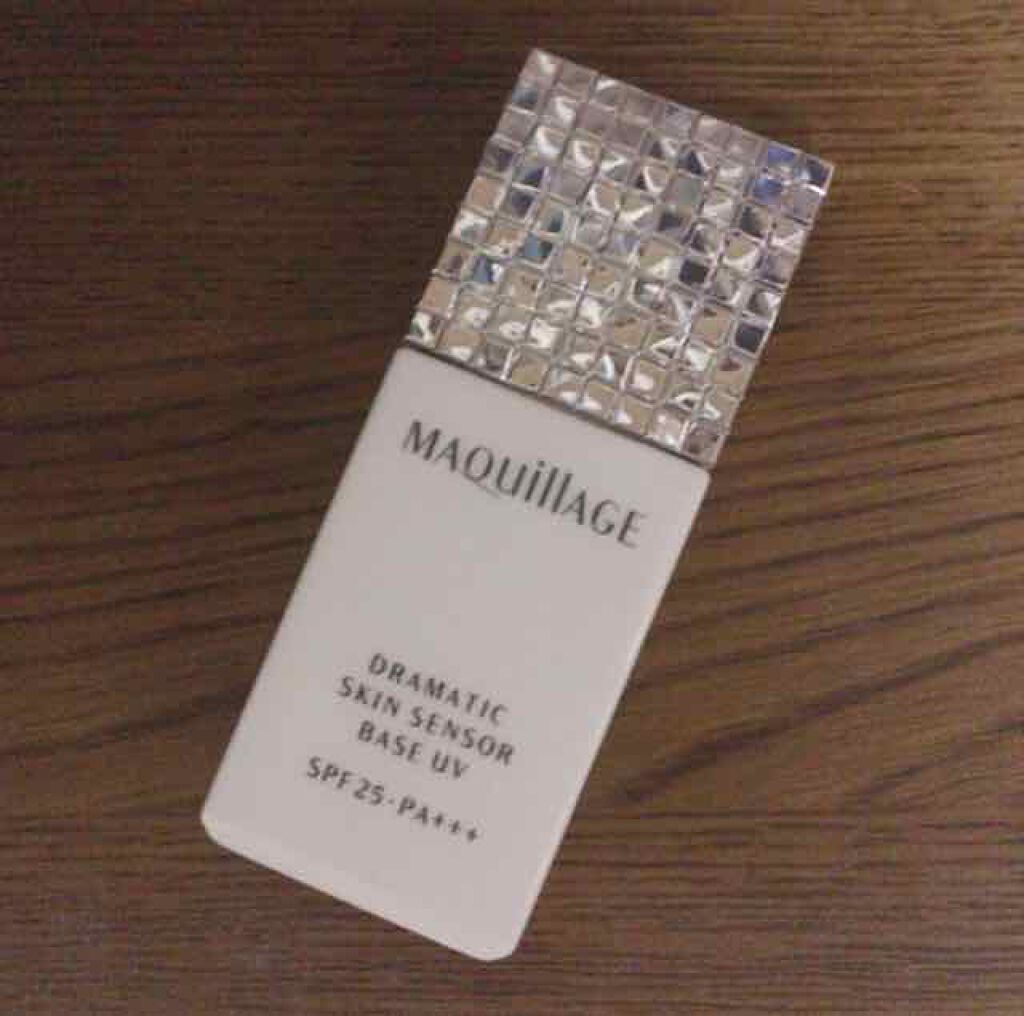 MAQuillAGE
DRAMATIC
SKIN SENSOR
BASE UV
SPF25·PA+++